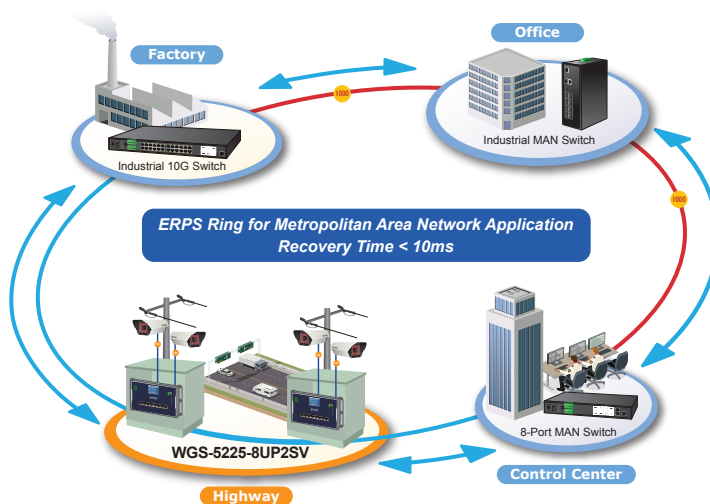 Office
Factory
1000
Industrial MAN Switch
Industrial 10G Switch
1000
ERPS Ring for Metropolitan Area Network Application
Recovery Time < 10ms
WGS-5225-8UP2SV
8-Port MAN Switch
Highway
Control Center